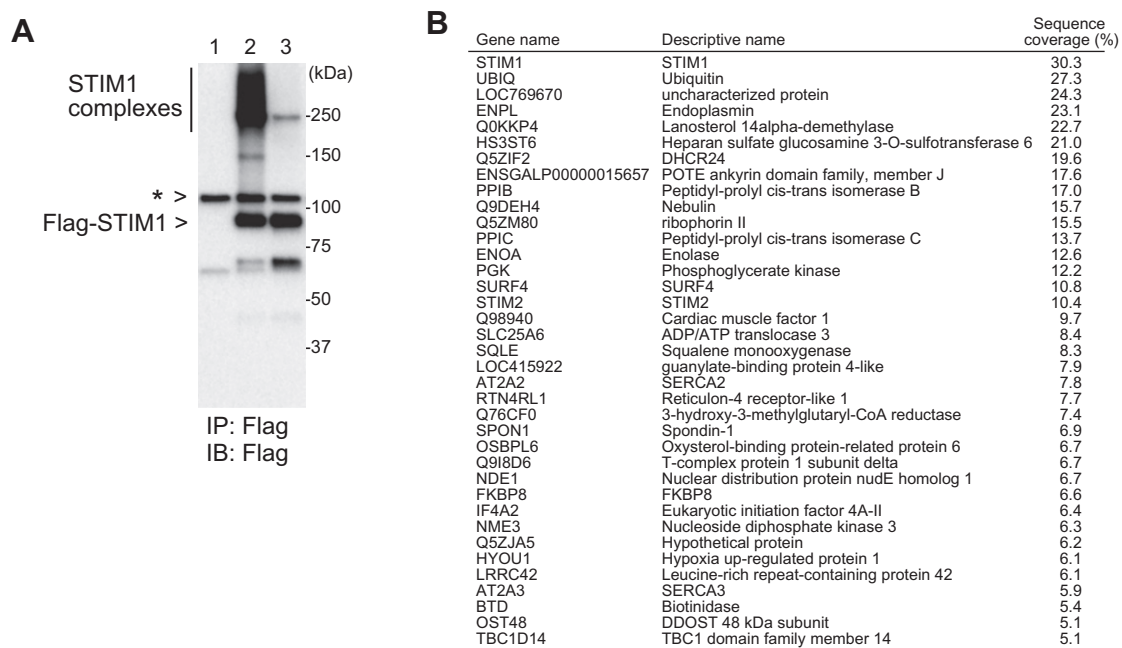 A
1 2 3
(kDa)
STIM1
complexes
-250
-150
* >
-100
Flag-STIM1 >
-75
-50
-37
IP: Flag
IB: Flag
B
Gene name Descriptive name Sequence coverage (%)
STIM1 STIM1 30.3
UBIQ Ubiquitin 27.3
LOC769670 uncharacterized protein 24.3
ENPL Endoplasmin 23.1
Q0KKP4 Lanosterol 14alpha-demethylase 22.7
HS3ST6 Heparan sulfate glucosamine 3-O-sulfotransferase 6 21.0
Q5ZIF2 DHCR24 19.6
ENSGALP00000015657 POTE ankyrin domain family, member J 17.6
PPIB Peptidyl-prolyl cis-trans isomerase B 17.0
Q9DEH4 Nebulin 15.7
Q5ZM80 ribophorin II 15.5
PPIC Peptidyl-prolyl cis-trans isomerase C 13.7
ENOA Enolase 12.6
PGK Phosphoglycerate kinase 12.2
SURF4 SURF4 10.8
STIM2 STIM2 10.4
Q98940 Cardiac muscle factor 1 9.7
SLC25A6 ADP/ATP translocase 3 8.4
SQLE Squalene monooxygenase 8.3
LOC415922 guanylate-binding protein 4-like 7.9
AT2A2 SERCA2 7.8
RTN4RL1 Reticulon-4 receptor-like 1 7.7
Q76CF0 3-hydroxy-3-methylglutaryl-CoA reductase 7.4
SPON1 Spondin-1 6.9
OSBPL6 Oxysterol-binding protein-related protein 6 6.7
Q9I8D6 T-complex protein 1 subunit delta 6.7
NDE1 Nuclear distribution protein nudE homolog 1 6.7
FKBP8 FKBP8 6.6
IF4A2 Eukaryotic initiation factor 4A-II 6.4
NME3 Nucleoside diphosphate kinase 3 6.3
Q5ZJA5 Hypothetical protein 6.2
HYOU1 Hypoxia up-regulated protein 1 6.1
LRRC42 Leucine-rich repeat-containing protein 42 6.1
AT2A3 SERCA3 5.9
BTD Biotinidase 5.4
OST48 DDOST 48 kDa subunit 5.1
TBC1D14 TBC1 domain family member 14 5.1